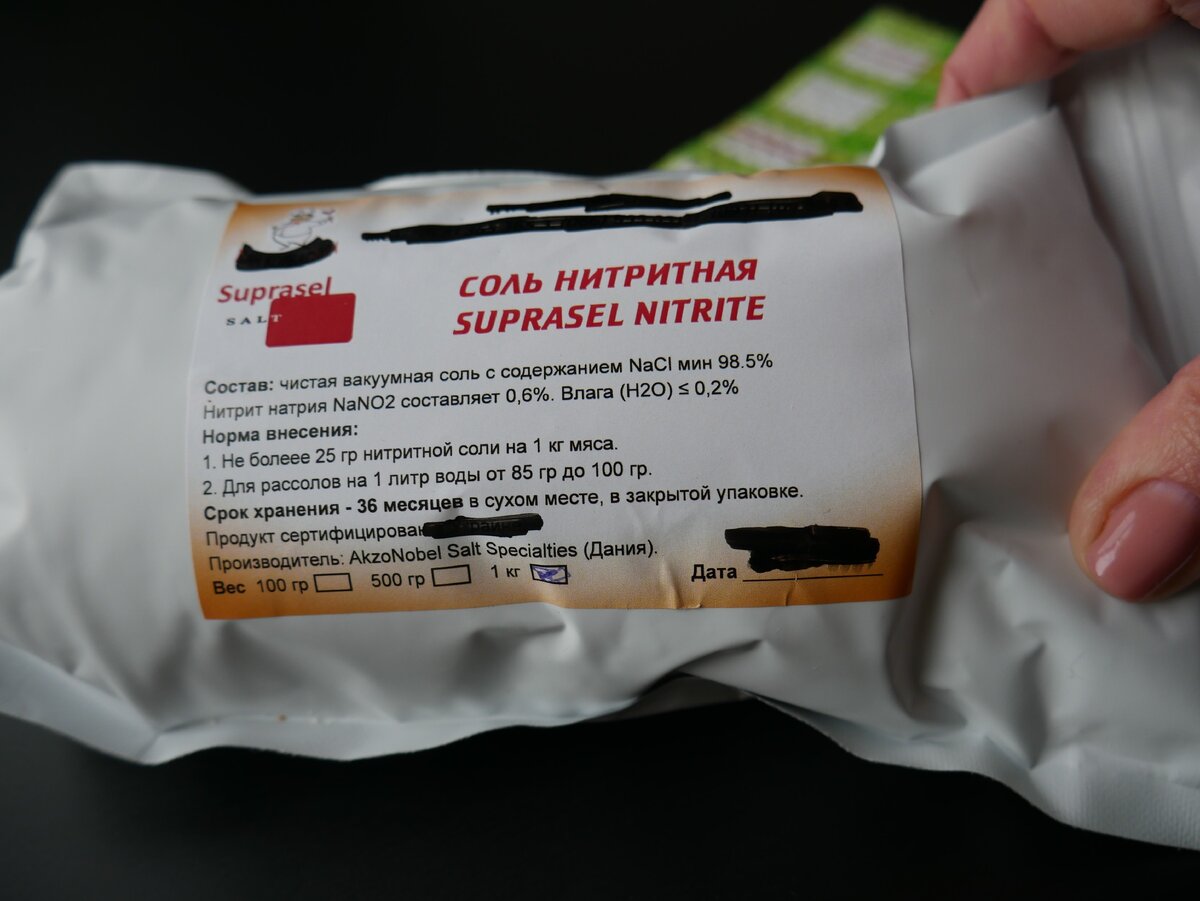 Suprasel
SALT
СОЛЬ НИТРИТНАЯ
SUPRASEL NITRITE
Состав: чистая вакуумная соль с содержанием NaCl мин 98.5%
Нитрит натрия NaNO2 составляет 0,6%. Влага (H2O) ≤ 0,2%
Норма внесения:
1. Не болеее 25 гр нитритной соли на 1 кг мяса.
2. Для рассолов на 1 литр воды от 85 гр до 100 гр.
Срок хранения - 36 месяцев в сухом месте, в закрытой упаковке.
Продукт сертифицирован
Производитель: AkzoNobel Salt Specialties (Дания).
Вес 100 гр 500 гр 1 кг Дата